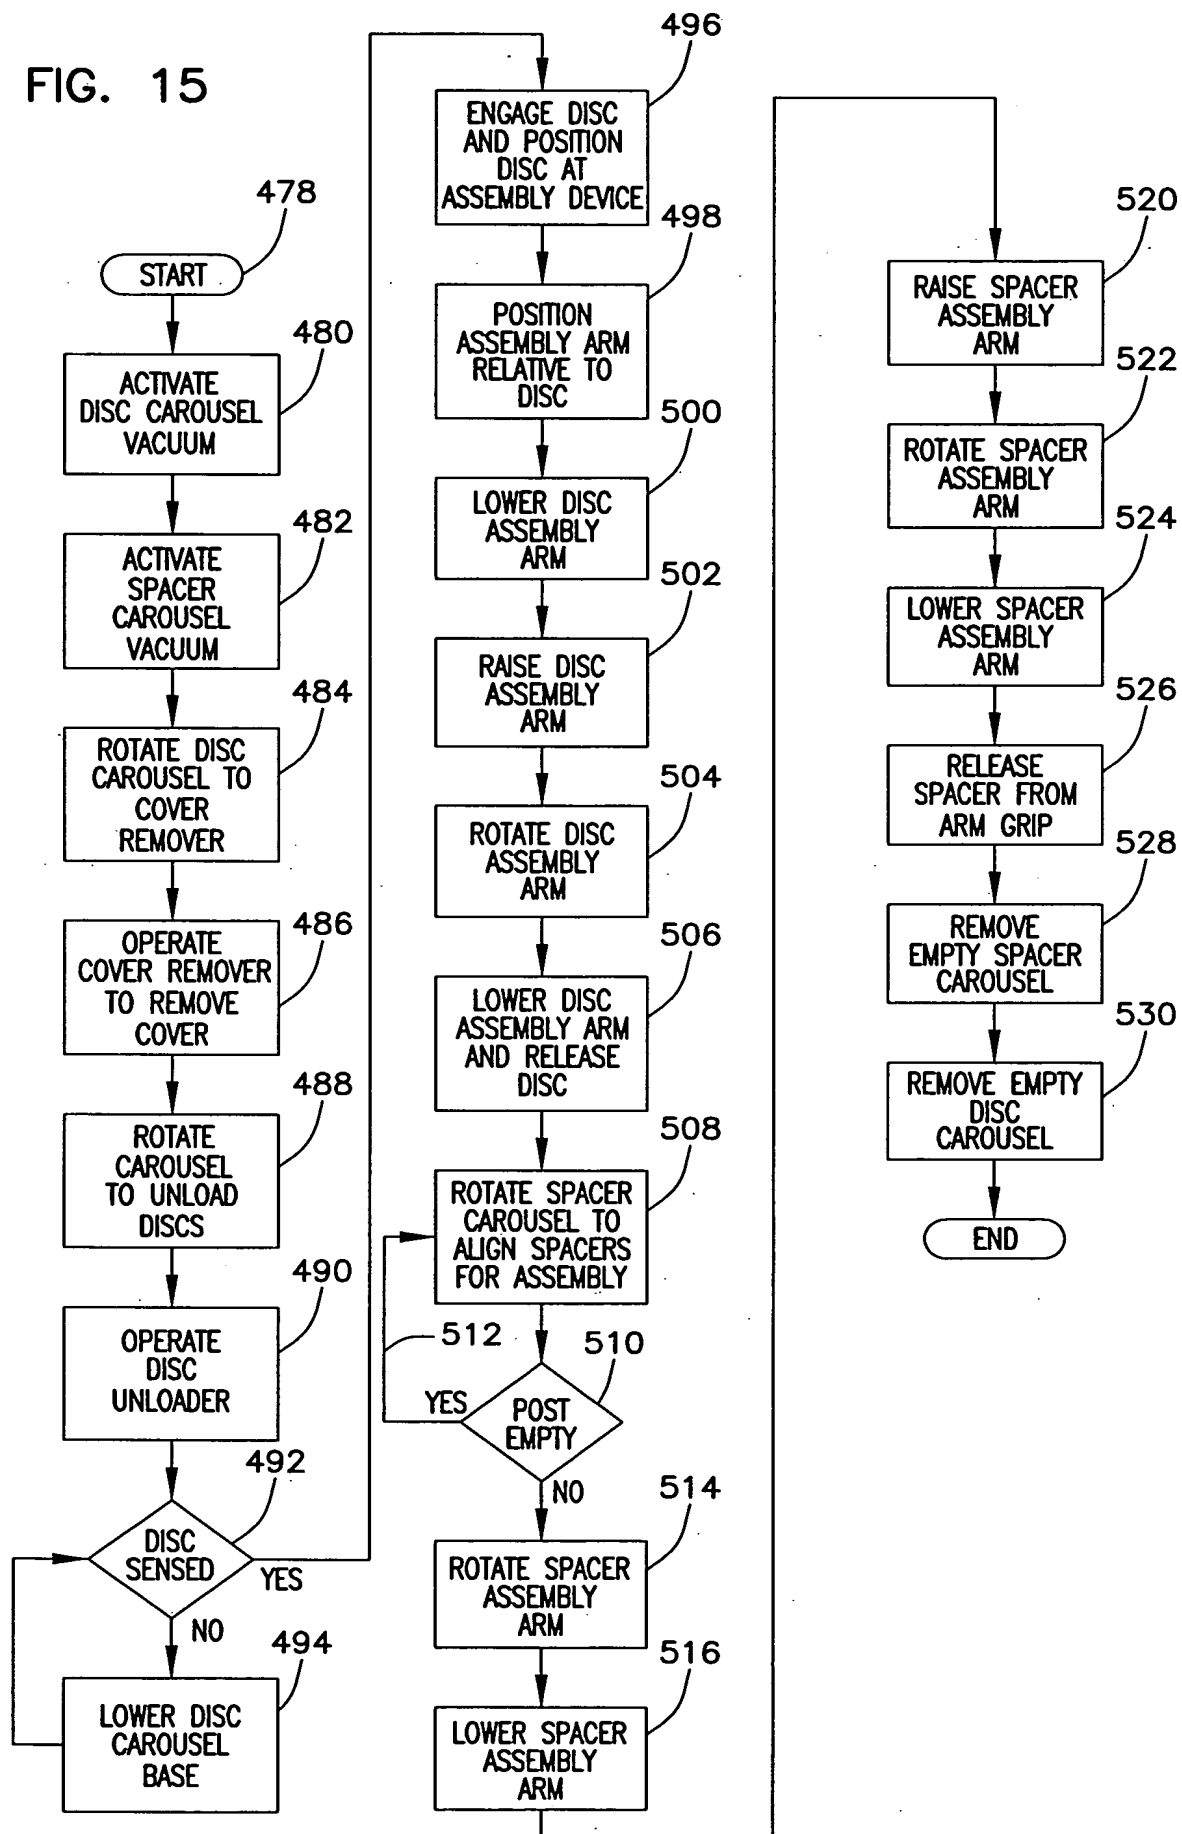 FIG. 15
478
START
480
ACTIVATE
DISC CAROUSEL
VACUUM
482
ACTIVATE
SPACER
CAROUSEL
VACUUM
484
ROTATE DISC
CAROUSEL TO
COVER
REMOVER
486
OPERATE
COVER REMOVER
TO REMOVE
COVER
488
ROTATE
CAROUSEL
TO UNLOAD
DISCS
490
OPERATE
DISC
UNLOADER
492
DISC
SENSED
YES
NO
494
LOWER DISC
CAROUSEL
BASE
496
ENGAGE DISC
AND POSITION
DISC AT
ASSEMBLY DEVICE
498
POSITION
ASSEMBLY ARM
RELATIVE TO
DISC
500
LOWER DISC
ASSEMBLY
ARM
502
RAISE DISC
ASSEMBLY
ARM
504
ROTATE DISC
ASSEMBLY
ARM
506
LOWER DISC
ASSEMBLY ARM
AND RELEASE
DISC
508
ROTATE SPACER
CAROUSEL TO
ALIGN SPACERS
FOR ASSEMBLY
512
510
YES
POST
EMPTY
NO
514
ROTATE SPACER
ASSEMBLY
ARM
516
LOWER SPACER
ASSEMBLY
ARM
520
RAISE SPACER
ASSEMBLY
ARM
522
ROTATE SPACER
ASSEMBLY
ARM
524
LOWER SPACER
ASSEMBLY
ARM
526
RELEASE
SPACER FROM
ARM GRIP
528
REMOVE
EMPTY SPACER
CAROUSEL
530
REMOVE EMPTY
DISC
CAROUSEL
END